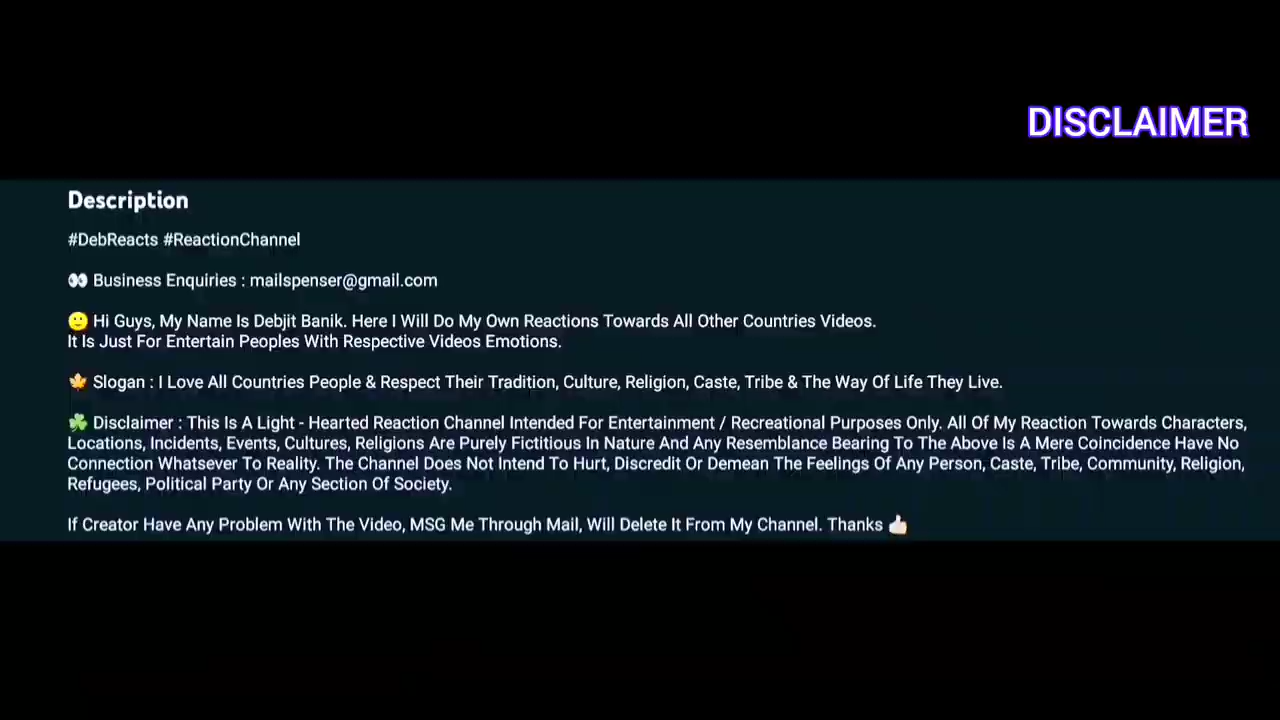 DISCLAIMER
Description
#DebReacts #ReactionChannel
👀 Business Enquiries : mailspenser@gmail.com
🙂 Hi Guys, My Name Is Debjit Banik. Here I Will Do My Own Reactions Towards All Other Countries Videos.
It Is Just For Entertain Peoples With Respective Videos Emotions.
🍁 Slogan : I Love All Countries People & Respect Their Tradition, Culture, Religion, Caste, Tribe & The Way Of Life They Live.
☘️ Disclaimer : This Is A Light - Hearted Reaction Channel Intended For Entertainment / Recreational Purposes Only. All Of My Reaction Towards Characters,
Locations, Incidents, Events, Cultures, Religions Are Purely Fictitious In Nature And Any Resemblance Bearing To The Above Is A Mere Coincidence Have No
Connection Whatsever To Reality. The Channel Does Not Intend To Hurt, Discredit Or Demean The Feelings Of Any Person, Caste, Tribe, Community, Religion,
Refugees, Political Party Or Any Section Of Society.
If Creator Have Any Problem With The Video, MSG Me Through Mail, Will Delete It From My Channel. Thanks 👍🏻